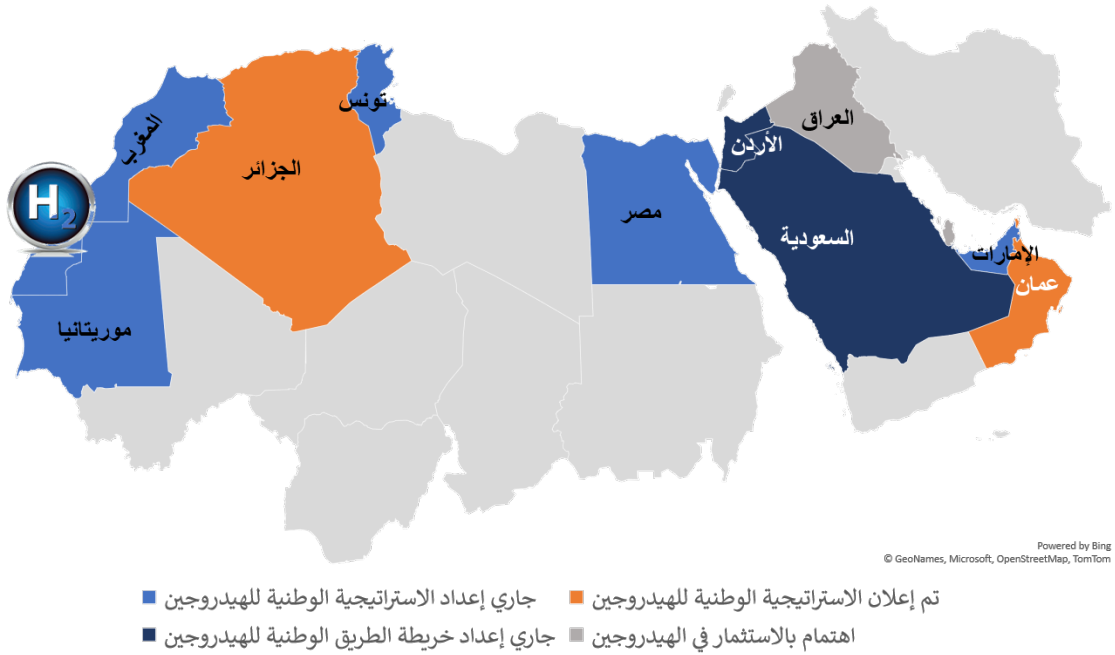 تونس
المغرب
العراق
الأردن
الجزائر
H2
مصر
السعودية
الإمارات
عمان
موريتانيا
Powered by Bing
© GeoNames, Microsoft, OpenStreetMap, TomTom
تم إعلان الاستراتيجية الوطنية للهيدروجين
جاري إعداد الاستراتيجية الوطنية للهيدروجين
اهتمام بالاستثمار في الهيدروجين
جاري إعداد خريطة الطريق الوطنية للهيدروجين